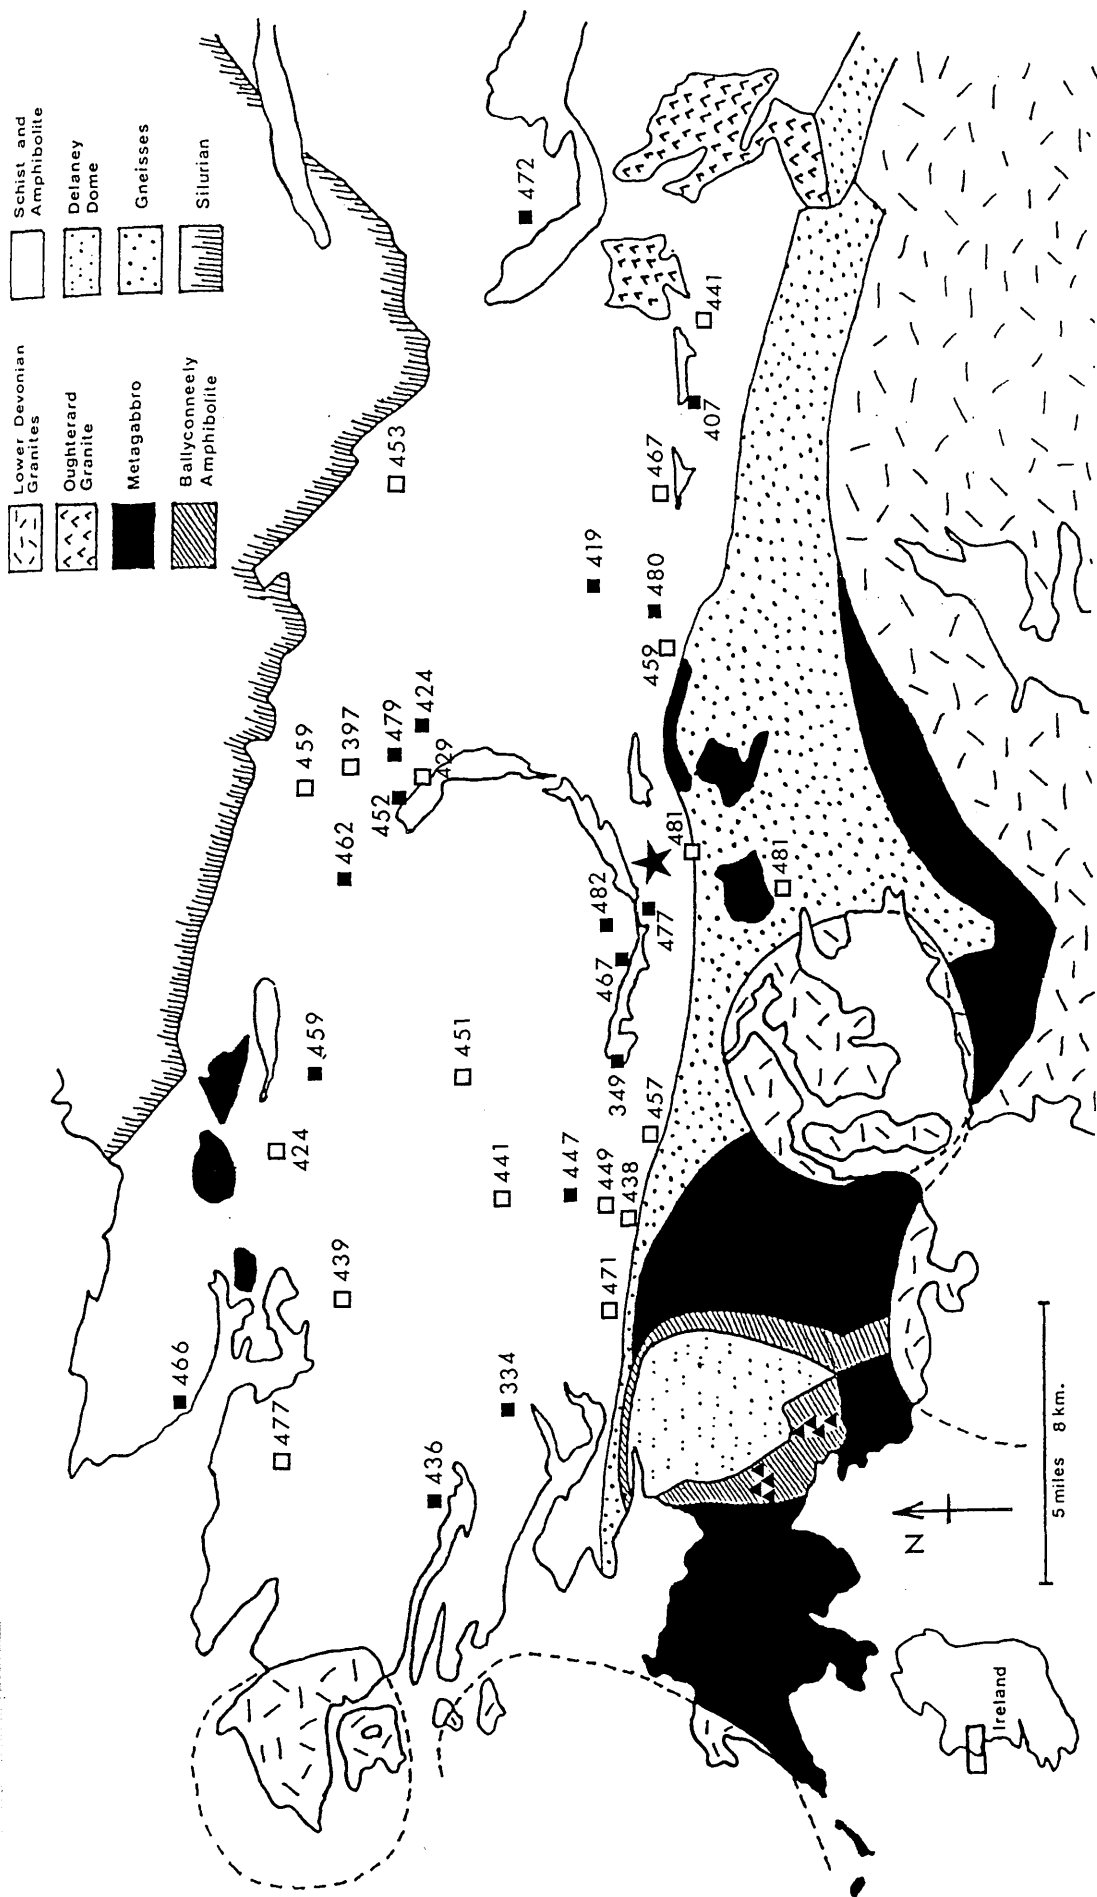 Lower Devonian
Granites
Oughterard
Granite
Metagabbro
Ballyconneely
Amphibolite
Schist and
Amphibolite
Delaney
Dome
Gneisses
Silurian
466
477
439
424
459
462
459
397
479
424
452
429
453
472
436
334
441
451
447
449
438
471
457
349
467
482
477
481
481
459
480
419
467
407
441
N
5 miles 8 km.
Ireland